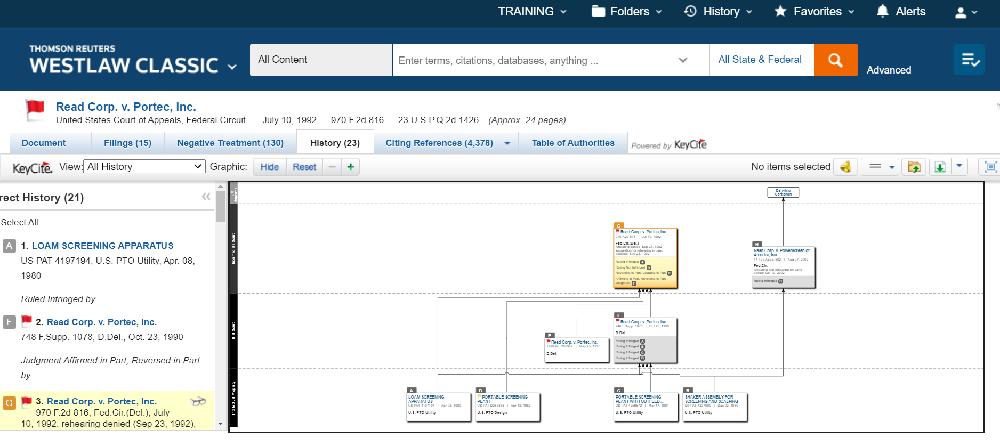 TRAINING Folders History Favorites Alerts
THOMSON REUTERS
WESTLAW CLASSIC
All Content
Enter terms, citations, databases, anything ...
All State & Federal
Advanced
Read Corp. v. Portec, Inc.
United States Court of Appeals, Federal Circuit. July 10, 1992 970 F.2d 816 23 U.S.P.Q.2d 1426 (Approx. 24 pages)
Document Filings (15) Negative Treatment (130) History (23) Citing References (4,378) Table of Authorities Powered by KeyCite
KeyCite. View: All History Graphic: Hide Reset No items selected
rect History (21)
Select All
A 1. LOAM SCREENING APPARATUS
US PAT 4197194, U.S. PTO Utility, Apr. 08,
1980
Ruled Infringed by ............
F 2. Read Corp. v. Portec, Inc.
748 F.Supp. 1078, D.Del., Oct. 23, 1990
Judgment Affirmed in Part, Reversed in Part
by ............
G 3. Read Corp. v. Portec, Inc.
970 F.2d 816, Fed.Cir.(Del.), July
10, 1992, rehearing denied (Sep 23, 1992),
U.S.
Supreme ...
Intermediate Court
Trial Court
Intellectual Property
Denying
Certiorari
G
Read Corp. v. Portec, Inc.
970 F.2d 816 | Jul 10, 1992
Fed.Cir.(Del.)
rehearing denied Sep 23, 1992
suggestion for rehearing in banc
declined Sep 23, 1992
Ruling Infringed A
Ruling Not Infringed D
Reversing in Part, Vacating in Part E
Affirming in Part, Reversing in Part
Judgment F
H
Read Corp. v. Powerscreen of
America, Inc.
44 Fed.Appx. 502 | Aug 07, 2002
Fed.Cir.
rehearing and rehearing en banc
denied Oct 10, 2002
Ruling Infringed B
E
Read Corp. v. Portec, Inc.
1990 WL 265979 | May 25, 1990
D.Del.
F
Read Corp. v. Portec, Inc.
748 F.Supp. 1078 | Oct 23, 1990
D.Del.
Ruling Infringed A
Ruling Infringed B
Ruling Infringed C
Ruling Infringed D
A
LOAM SCREENING
APPARATUS
US PAT 4197194 | Apr 08, 1980
U.S. PTO Utility
D
PORTABLE SCREENING
PLANT
US PAT D263836 | Apr 13, 1982
U.S. PTO Design
C
PORTABLE SCREENING
PLANT WITH OUTFEED ...
US PAT 4256572 | Mar 17, 1981
U.S. PTO Utility
B
SHAKER ASSEMBLY FOR
SCREENING AND SCALPING
US PAT 4237000 | Dec 02, 1980
U.S. PTO Utility